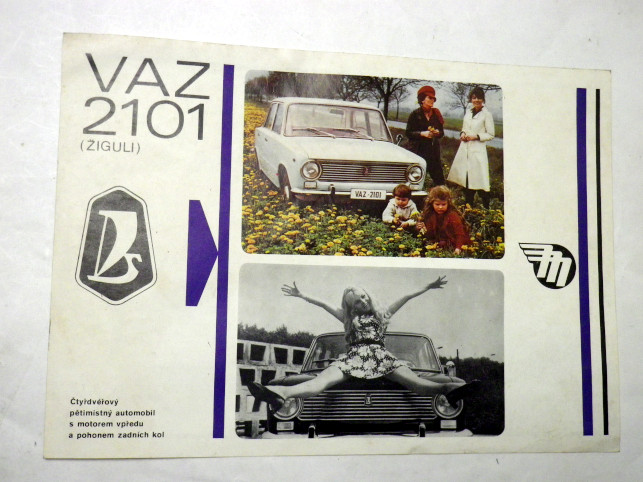 VAZ
2101
(ŽIGULI)
VAZ-2101
Čtyřdvéřový
pětimístný automobil
s motorem vpředu
a pohonem zadních kol